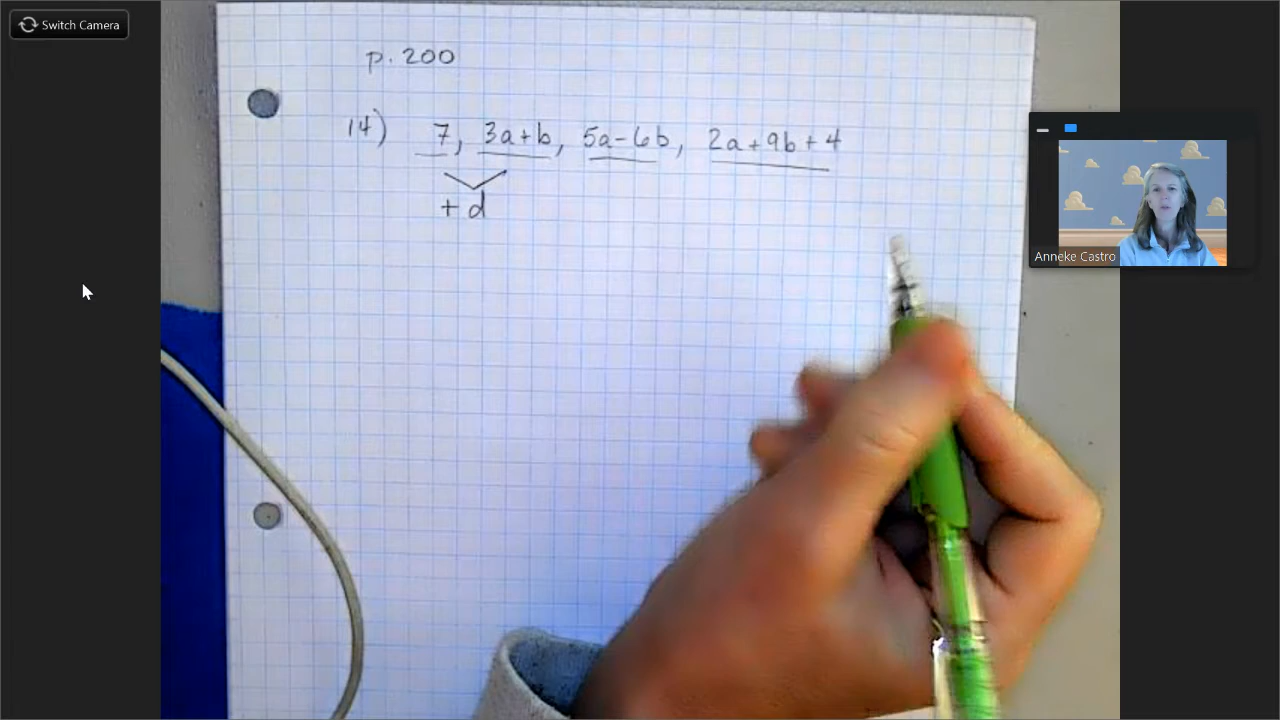 Switch Camera
p. 200
14) 7, 3a+b, 5a-6b, 2a+9b+4
+ d
Anneke Castro